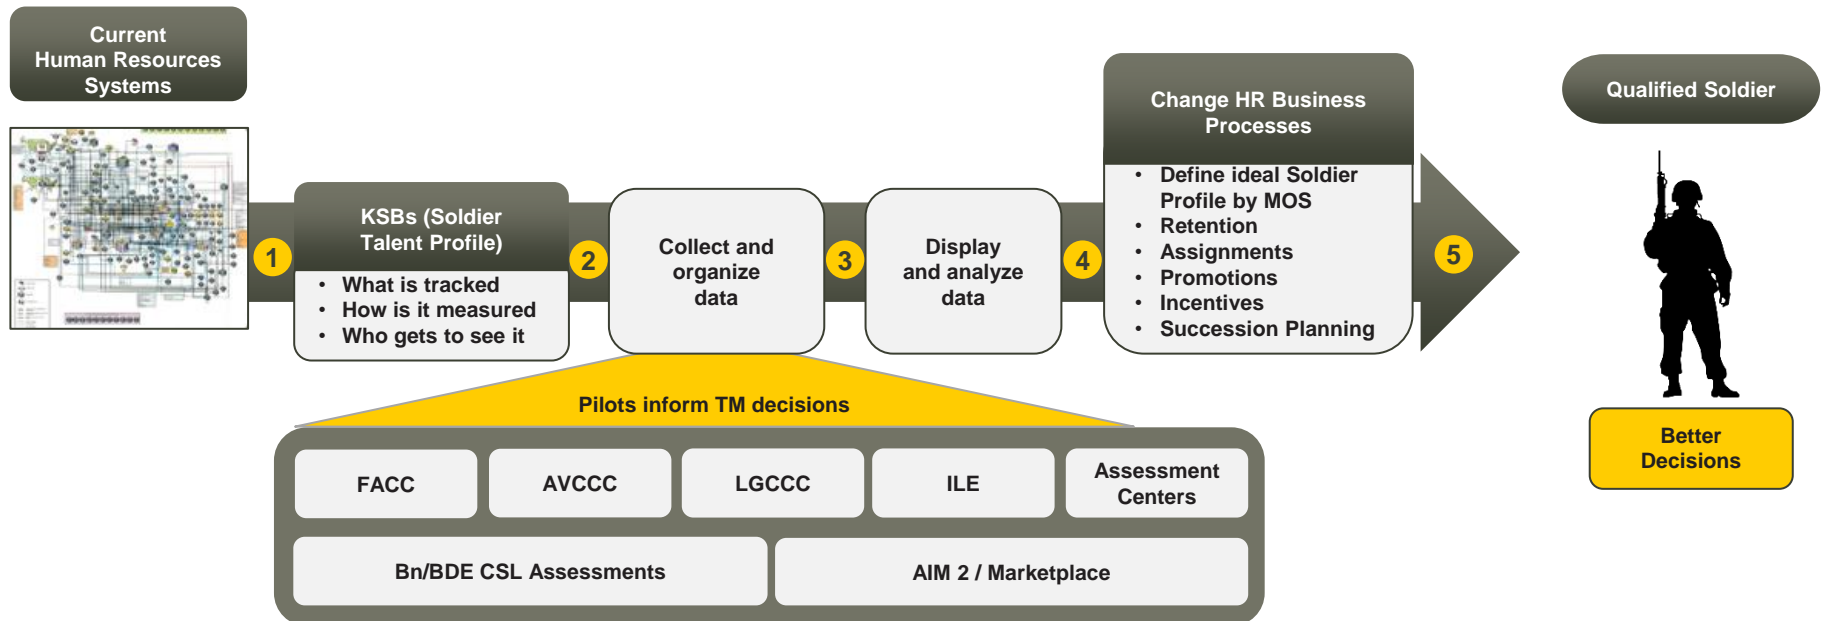 Current
Human Resources
Systems
1
KSBs (Soldier
Talent Profile)
• What is tracked
• How is it measured
• Who gets to see it
2
Collect and
organize
data
3
Display
and analyze
data
4
Change HR Business
Processes
• Define ideal Soldier
Profile by MOS
• Retention
• Assignments
• Promotions
• Incentives
• Succession Planning
5
Qualified Soldier
Better
Decisions
Pilots inform TM decisions
FACC
AVCCC
LGCCC
ILE
Assessment
Centers
Bn/BDE CSL Assessments
AIM 2 / Marketplace